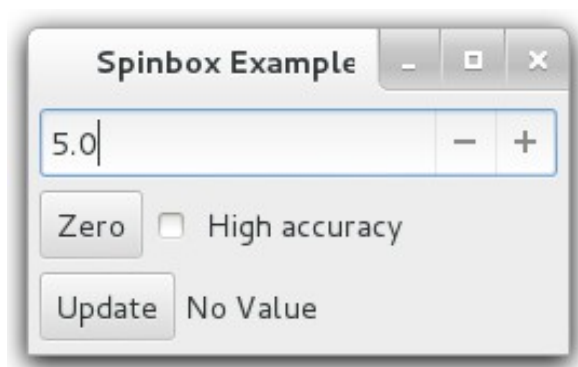 Spinbox Example
5.0
Zero High accuracy
Update No Value